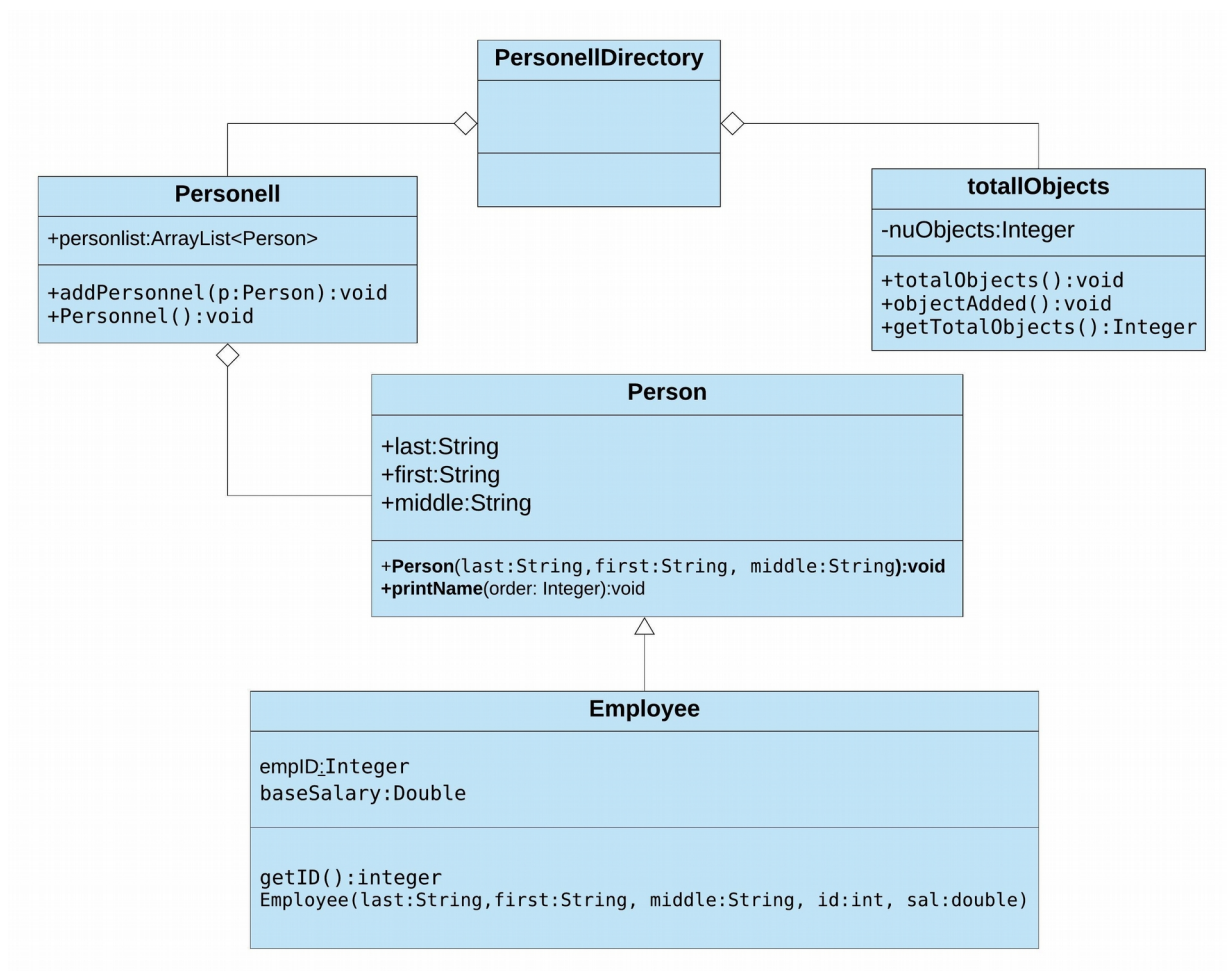 PersonellDirectory
Personell
+personlist:ArrayList<Person>
+addPersonnel(p:Person):void
+Personnel():void
totallObjects
-nuObjects:Integer
+totalObjects():void
+objectAdded():void
+getTotalObjects():Integer
Person
+last:String
+first:String
+middle:String
+Person(last:String,first:String, middle:String):void
+printName(order: Integer):void
Employee
empID:Integer
baseSalary:Double
getID():integer
Employee(last:String,first:String, middle:String, id:int, sal:double)